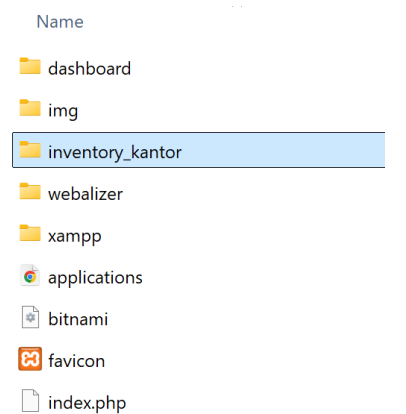 Name
dashboard
img
inventory_kantor
webalizer
xampp
applications
bitnami
favicon
index.php